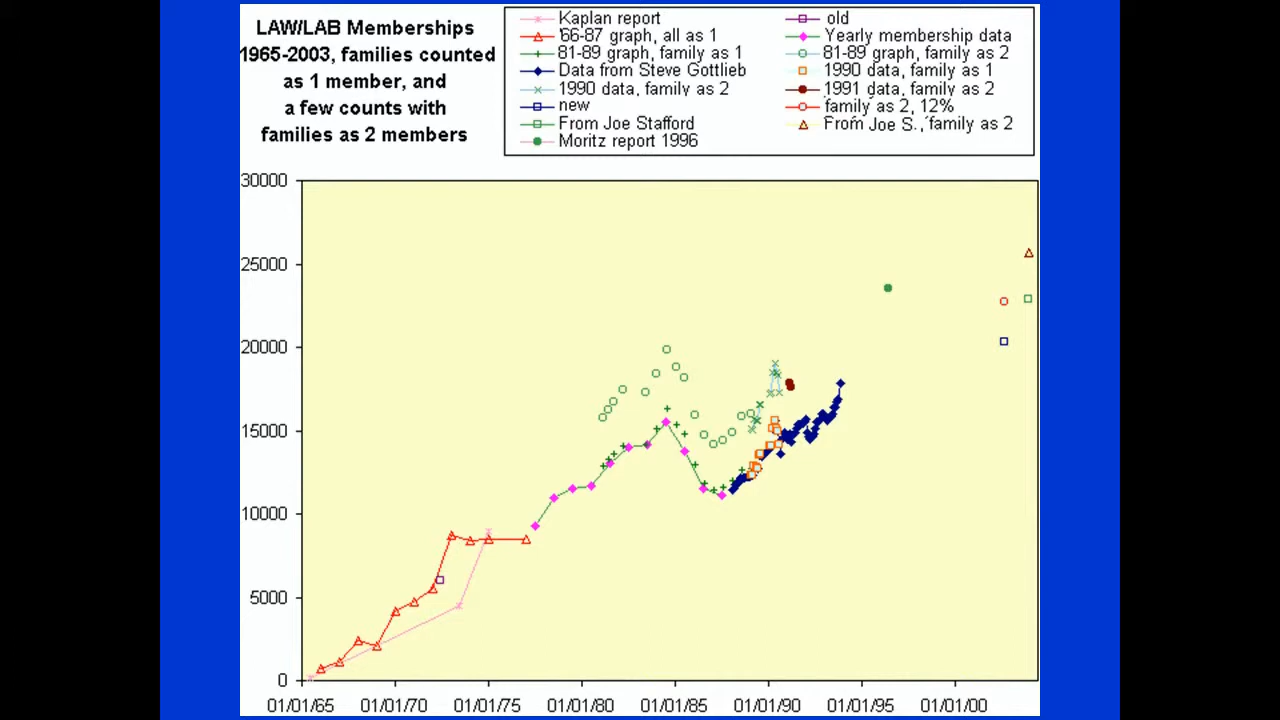 LAW/LAB Memberships
1965-2003, families counted
as 1 member, and
a few counts with
families as 2 members
Kaplan report
old
'66-87 graph, all as 1
Yearly membership data
81-89 graph, family as 1
81-89 graph, family as 2
Data from Steve Gottlieb
1990 data, family as 1
1990 data, family as 2
1991 data, family as 2
new
family as 2, 12%
From Joe Stafford
From Joe S., family as 2
Moritz report 1996
30000
25000
20000
15000
10000
5000
0
01/01/65 01/01/70 01/01/75 01/01/80 01/01/85 01/01/90 01/01/95 01/01/00